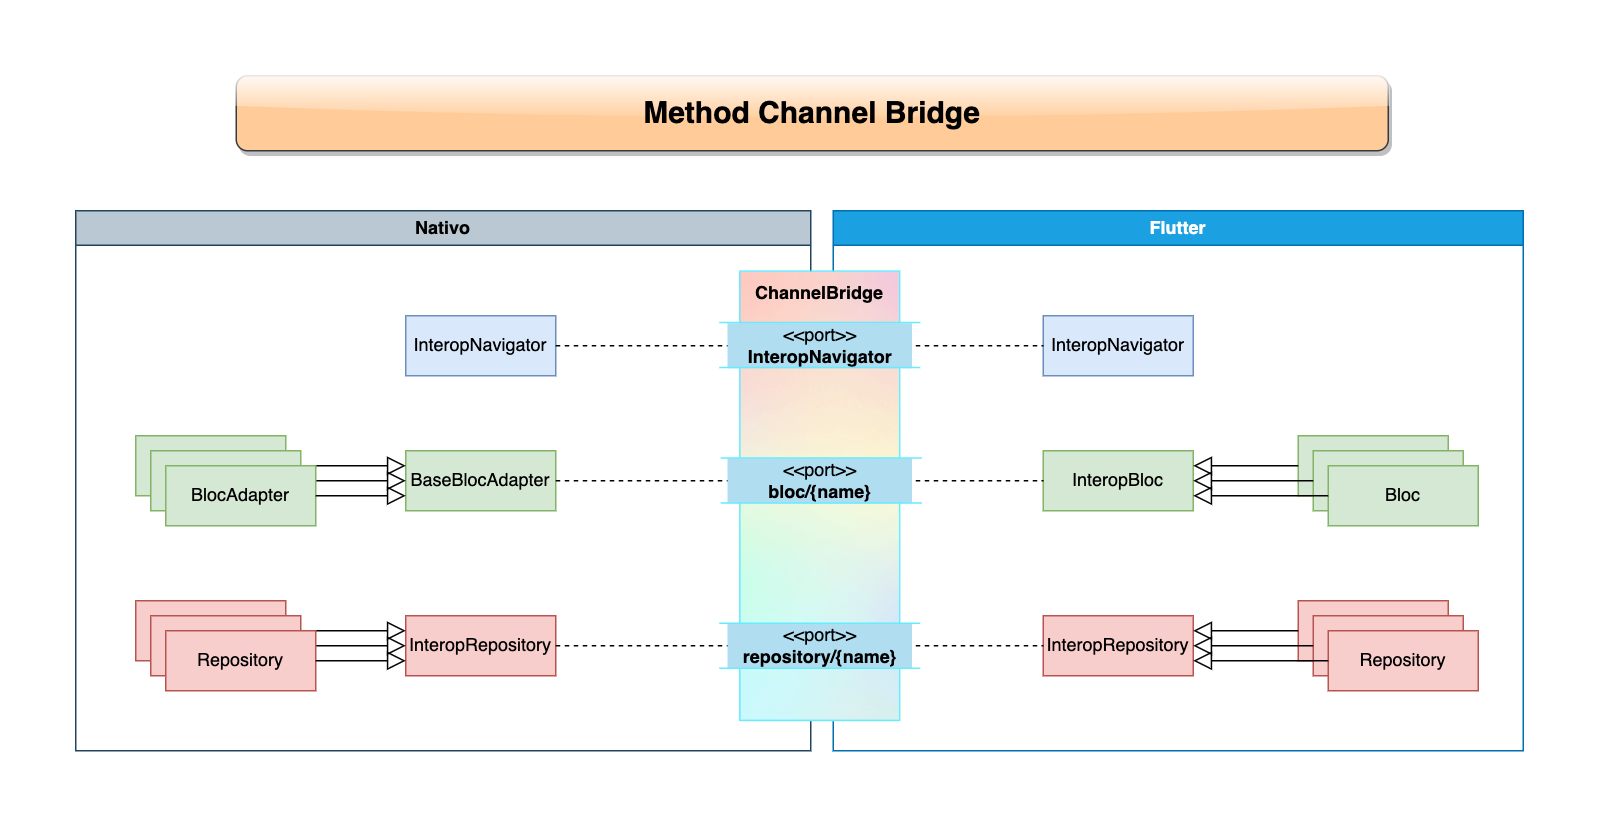 Method Channel Bridge
Nativo
Flutter
ChannelBridge
InteropNavigator
<<port>>
InteropNavigator
InteropNavigator
BlocAdapter
BaseBlocAdapter
<<port>>
bloc/{name}
InteropBloc
Bloc
Repository
InteropRepository
<<port>>
repository/{name}
InteropRepository
Repository